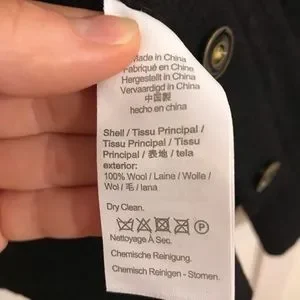 Made in China
Fabriqué en China
Hergestellt in China
Vervaardigd in China
中国製
hecho en china
Shell / Tissu Principal /
Tissu Principal / Tissu
Principal / 表地 / tela
exterior:
100% Wool / Laine / Wolle /
Wol / 毛 / lana
Dry Clean.
P
Nettoyage À Sec.
Chemische Reinigung.
Chemisch Reinigen - Stomen.